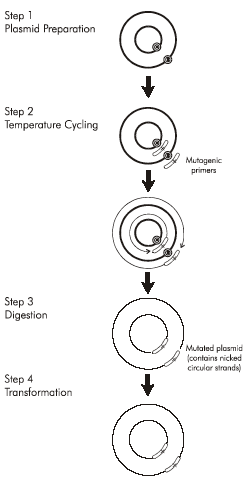 Step 1
Plasmid Preparation
Step 2
Temperature Cycling
Mutagenic
primers
Step 3
Digestion
Mutated plasmid
(contains nicked
circular strands)
Step 4
Transformation